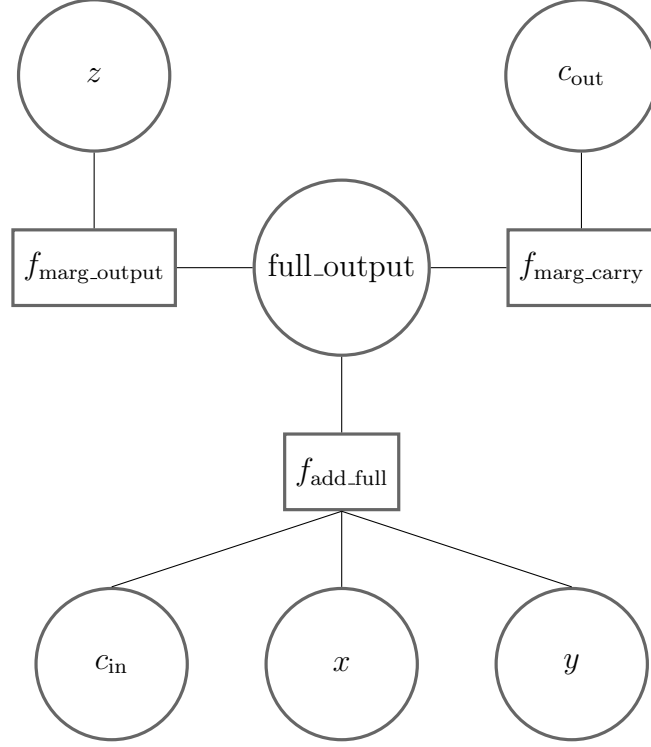 z
c_out
f_marg_output
full_output
f_marg_carry
f_add_full
c_in
x
y